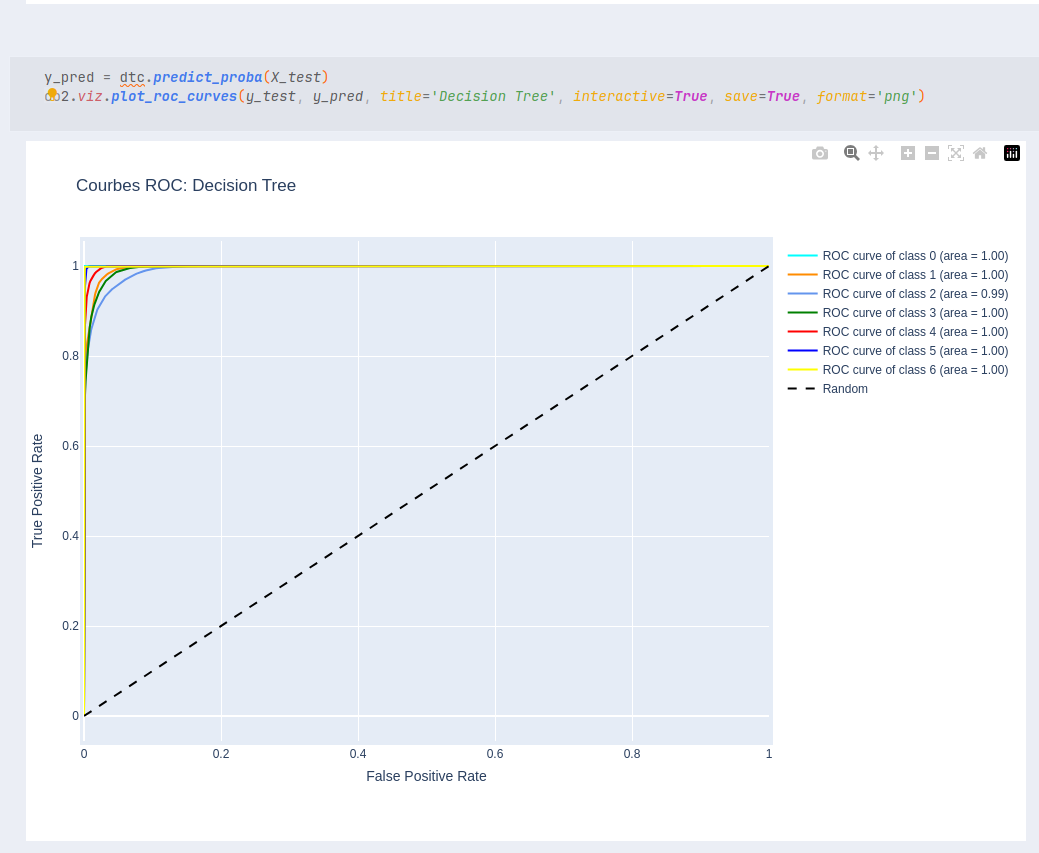 y_pred = dtc.predict_proba(X_test)
co2.viz.plot_roc_curves(y_test, y_pred, title='Decision Tree', interactive=True, save=True, format='png')
Courbes ROC: Decision Tree
ROC curve of class 0 (area = 1.00)
ROC curve of class 1 (area = 1.00)
ROC curve of class 2 (area = 0.99)
ROC curve of class 3 (area = 1.00)
ROC curve of class 4 (area = 1.00)
ROC curve of class 5 (area = 1.00)
ROC curve of class 6 (area = 1.00)
Random
True Positive Rate
1
0.8
0.6
0.4
0.2
0
0 0.2 0.4 0.6 0.8 1
False Positive Rate